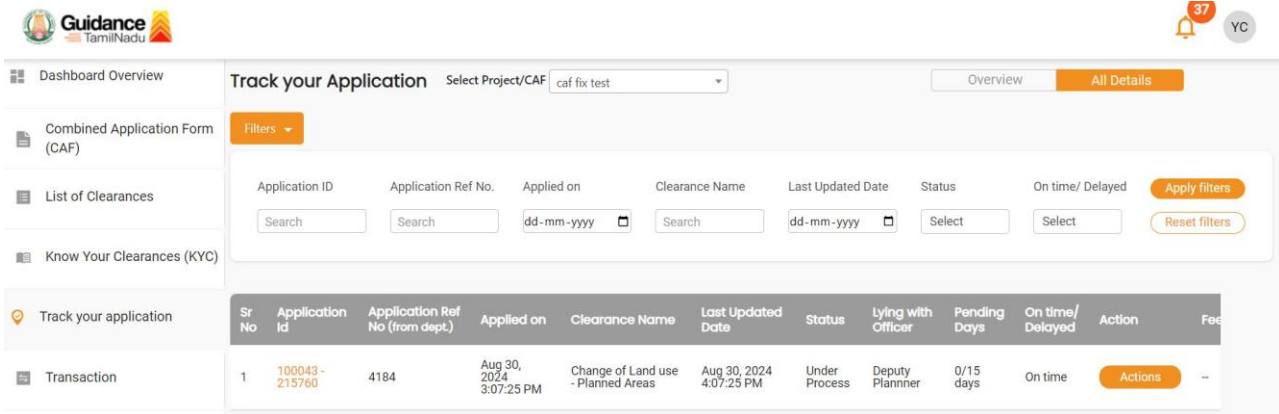 Guidance
TamilNadu
37
YC
Dashboard Overview
Track your Application
Select Project/CAF
caf fix test
Overview
All Details
Combined Application Form
(CAF)
Filters
List of Clearances
Application ID
Application Ref No.
Applied on
Clearance Name
Last Updated Date
Status
On time/ Delayed
Apply filters
Search
Search
dd-mm-yyyy
Search
dd-mm-yyyy
Select
Select
Reset filters
Know Your Clearances (KYC)
Track your application
Sr
No
Application
Id
Application Ref
No (from dept.)
Applied on
Clearance Name
Last Updated
Date
Status
Lying with
Officer
Pending
Days
On time/
Delayed
Action
Fee
Transaction
1
100043 -
215760
4184
Aug 30,
2024
3:07:25 PM
Change of Land use
- Planned Areas
Aug 30, 2024
4:07:25 PM
Under
Process
Deputy
Plannner
0/15
days
On time
Actions
--